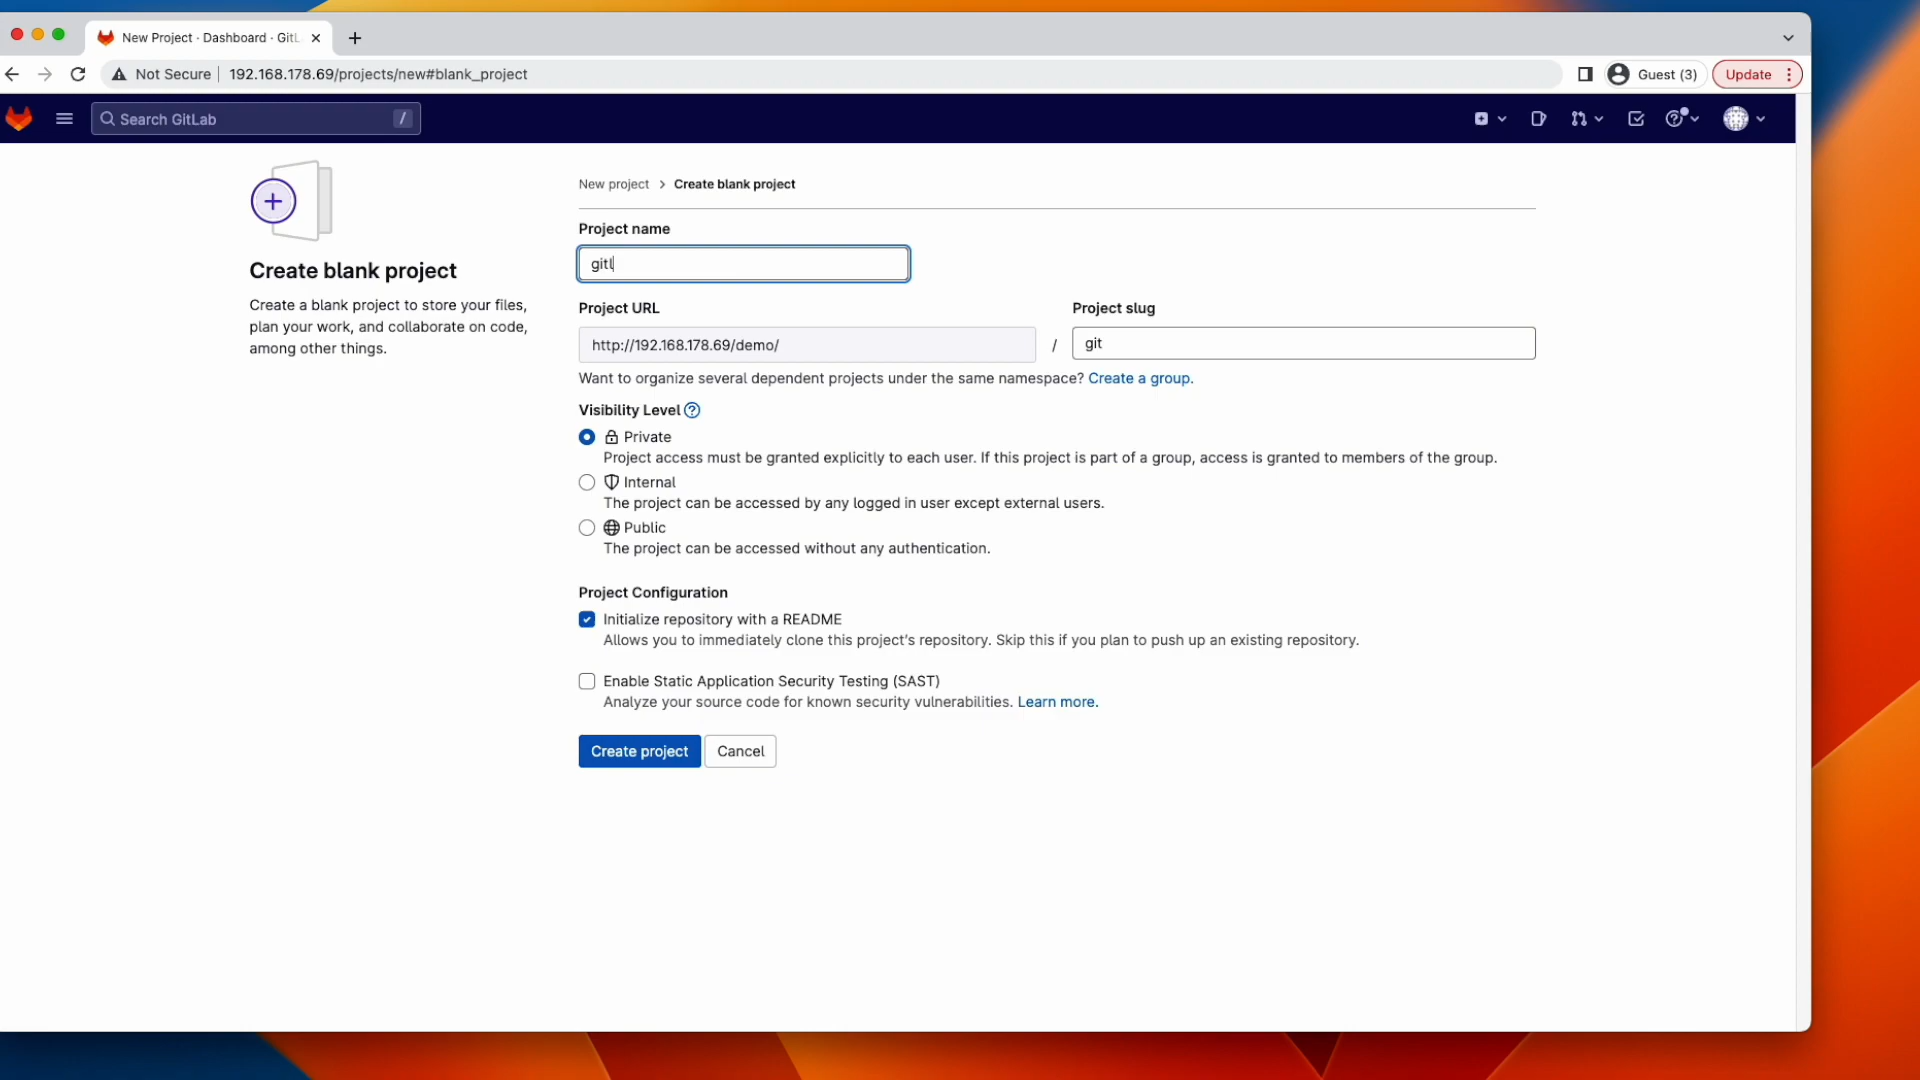 New Project · Dashboard · GitL
Not Secure
192.168.178.69/projects/new#blank_project
Guest (3)
Update
Search GitLab
/
New project > Create blank project
Create blank project
Create a blank project to store your files,
plan your work, and collaborate on code,
among other things.
Project name
gitl
Project URL
Project slug
http://192.168.178.69/demo/
/
git
Want to organize several dependent projects under the same namespace? Create a group.
Visibility Level
Private
Project access must be granted explicitly to each user. If this project is part of a group, access is granted to members of the group.
Internal
The project can be accessed by any logged in user except external users.
Public
The project can be accessed without any authentication.
Project Configuration
Initialize repository with a README
Allows you to immediately clone this project's repository. Skip this if you plan to push up an existing repository.
Enable Static Application Security Testing (SAST)
Analyze your source code for known security vulnerabilities. Learn more.
Create project
Cancel